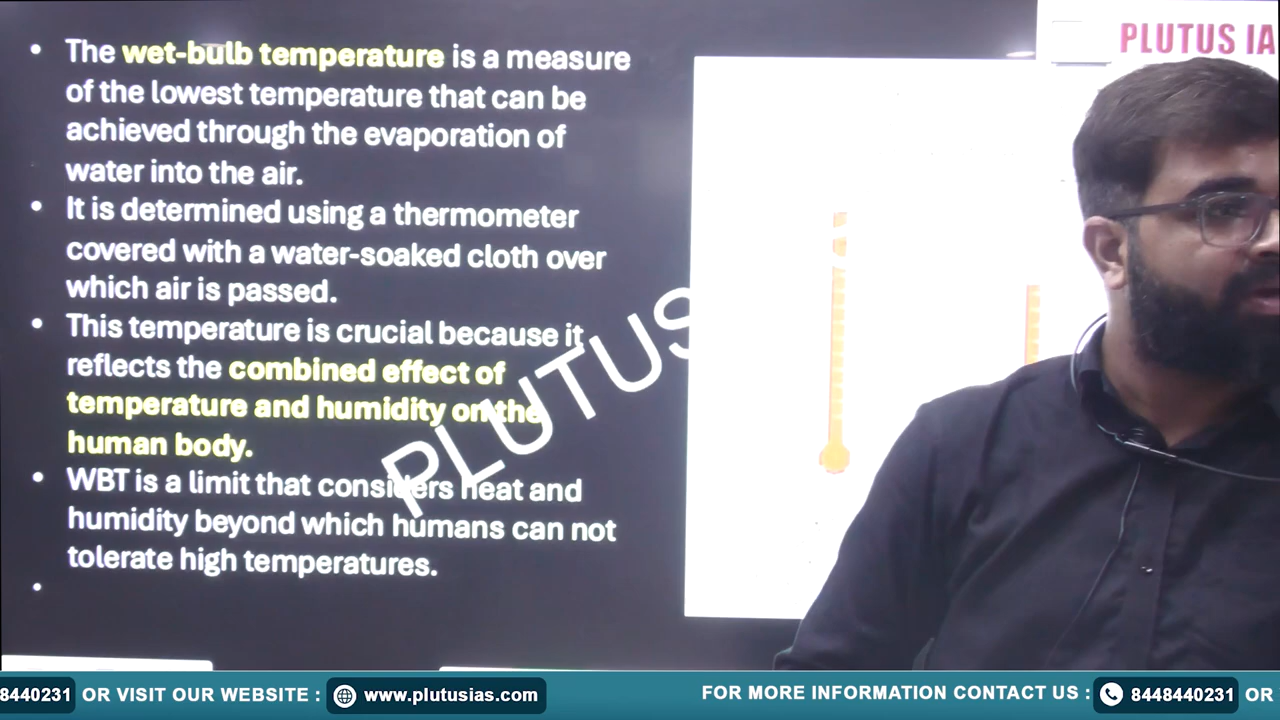 PLUTUS IA
• The wet-bulb temperature is a measure
of the lowest temperature that can be
achieved through the evaporation of
water into the air.
• It is determined using a thermometer
covered with a water-soaked cloth over
which air is passed.
• This temperature is crucial because it
reflects the combined effect of
temperature and humidity on the
human body.
• WBT is a limit that considers heat and
humidity beyond which humans can not
tolerate high temperatures.
•
PLUTUS
8440231 OR VISIT OUR WEBSITE : www.plutusias.com FOR MORE INFORMATION CONTACT US : 8448440231 OR